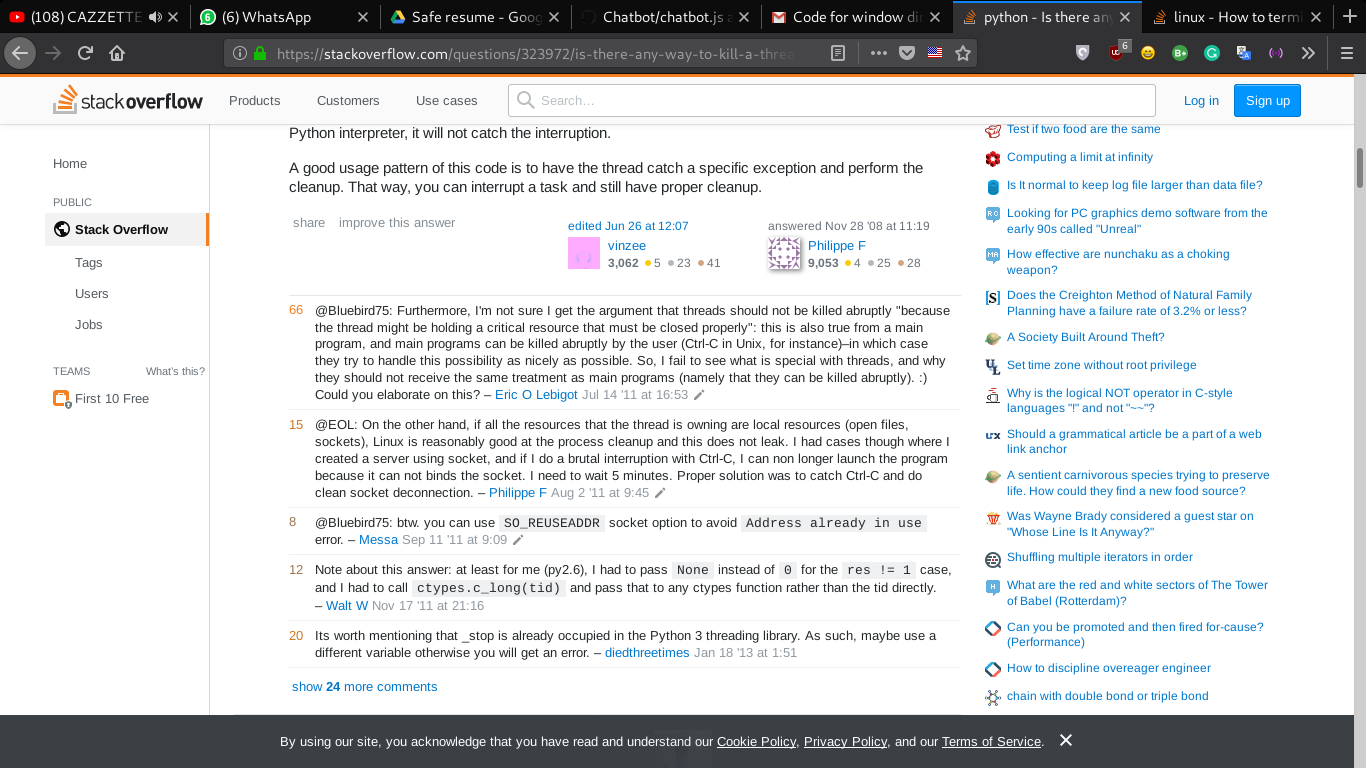 (108) CAZZETTE
(6) WhatsApp
Safe resume - Goog
Chatbot/chatbot.js a
Code for window di
python - Is there any
linux - How to termi
https://stackoverflow.com/questions/323972/is-there-any-way-to-kill-a-threa
6
stackoverflow
Products
Customers
Use cases
Search…
Log in
Sign up
Home
PUBLIC
Stack Overflow
Tags
Users
Jobs
TEAMS
What's this?
First 10 Free
Python interpreter, it will not catch the interruption.
A good usage pattern of this code is to have the thread catch a specific exception and perform the
cleanup. That way, you can interrupt a task and still have proper cleanup.
share improve this answer
edited Jun 26 at 12:07
vinzee
3,062 5 23 41
answered Nov 28 '08 at 11:19
Philippe F
9,053 4 25 28
66
@Bluebird75: Furthermore, I'm not sure I get the argument that threads should not be killed abruptly "because
the thread might be holding a critical resource that must be closed properly": this is also true from a main
program, and main programs can be killed abruptly by the user (Ctrl-C in Unix, for instance)–in which case
they try to handle this possibility as nicely as possible. So, I fail to see what is special with threads, and why
they should not receive the same treatment as main programs (namely that they can be killed abruptly). :)
Could you elaborate on this? – Eric O Lebigot Jul 14 '11 at 16:53
15
@EOL: On the other hand, if all the resources that the thread is owning are local resources (open files,
sockets), Linux is reasonably good at the process cleanup and this does not leak. I had cases though where I
created a server using socket, and if I do a brutal interruption with Ctrl-C, I can non longer launch the program
because it can not binds the socket. I need to wait 5 minutes. Proper solution was to catch Ctrl-C and do
clean socket deconnection. – Philippe F Aug 2 '11 at 9:45
8
@Bluebird75: btw. you can use SO_REUSEADDR socket option to avoid Address already in use
error. – Messa Sep 11 '11 at 9:09
12
Note about this answer: at least for me (py2.6), I had to pass None instead of 0 for the res != 1 case,
and I had to call ctypes.c_long(tid) and pass that to any ctypes function rather than the tid directly.
– Walt W Nov 17 '11 at 21:16
20
Its worth mentioning that _stop is already occupied in the Python 3 threading library. As such, maybe use a
different variable otherwise you will get an error. – diedthreetimes Jan 18 '13 at 1:51
show 24 more comments
Test if two food are the same
Computing a limit at infinity
Is It normal to keep log file larger than data file?
Looking for PC graphics demo software from the
early 90s called "Unreal"
How effective are nunchaku as a choking
weapon?
Does the Creighton Method of Natural Family
Planning have a failure rate of 3.2% or less?
A Society Built Around Theft?
Set time zone without root privilege
Why is the logical NOT operator in C-style
languages "!" and not "~~"?
Should a grammatical article be a part of a web
link anchor
A sentient carnivorous species trying to preserve
life. How could they find a new food source?
Was Wayne Brady considered a guest star on
"Whose Line Is It Anyway?"
Shuffling multiple iterators in order
What are the red and white sectors of The Tower
of Babel (Rotterdam)?
Can you be promoted and then fired for-cause?
(Performance)
How to discipline overeager engineer
chain with double bond or triple bond
By using our site, you acknowledge that you have read and understand our Cookie Policy, Privacy Policy, and our Terms of Service.